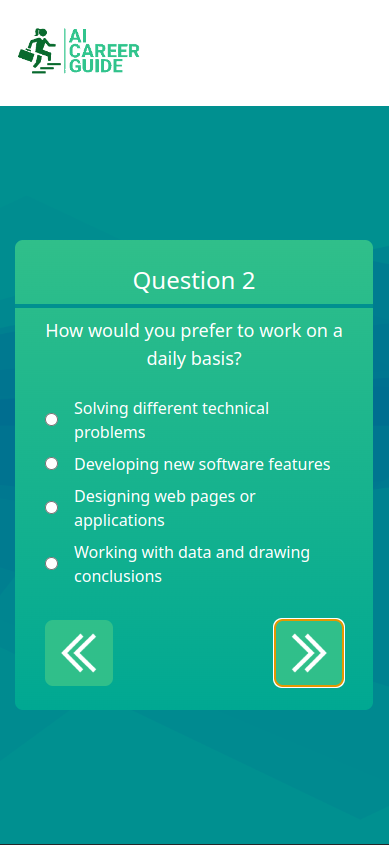 AI
CAREER
GUIDE
Question 2
How would you prefer to work on a
daily basis?
Solving different technical
problems
Developing new software features
Designing web pages or
applications
Working with data and drawing
conclusions